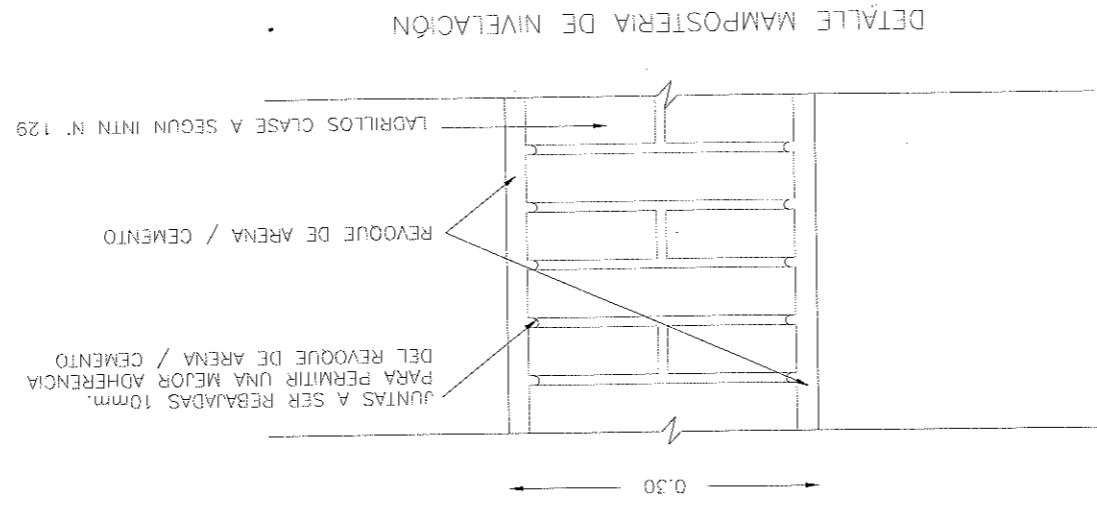 0.30
JUNTAS A SER REBAJADAS 10mm.
PARA PERMITIR UNA MEJOR ADHERENCIA
DEL REVOQUE DE ARENA / CEMENTO
REVOQUE DE ARENA / CEMENTO
LADRILLOS CLASE A SEGUN INTN N° 129
DETALLE MAMPOSTERIA DE NIVELACIÓN